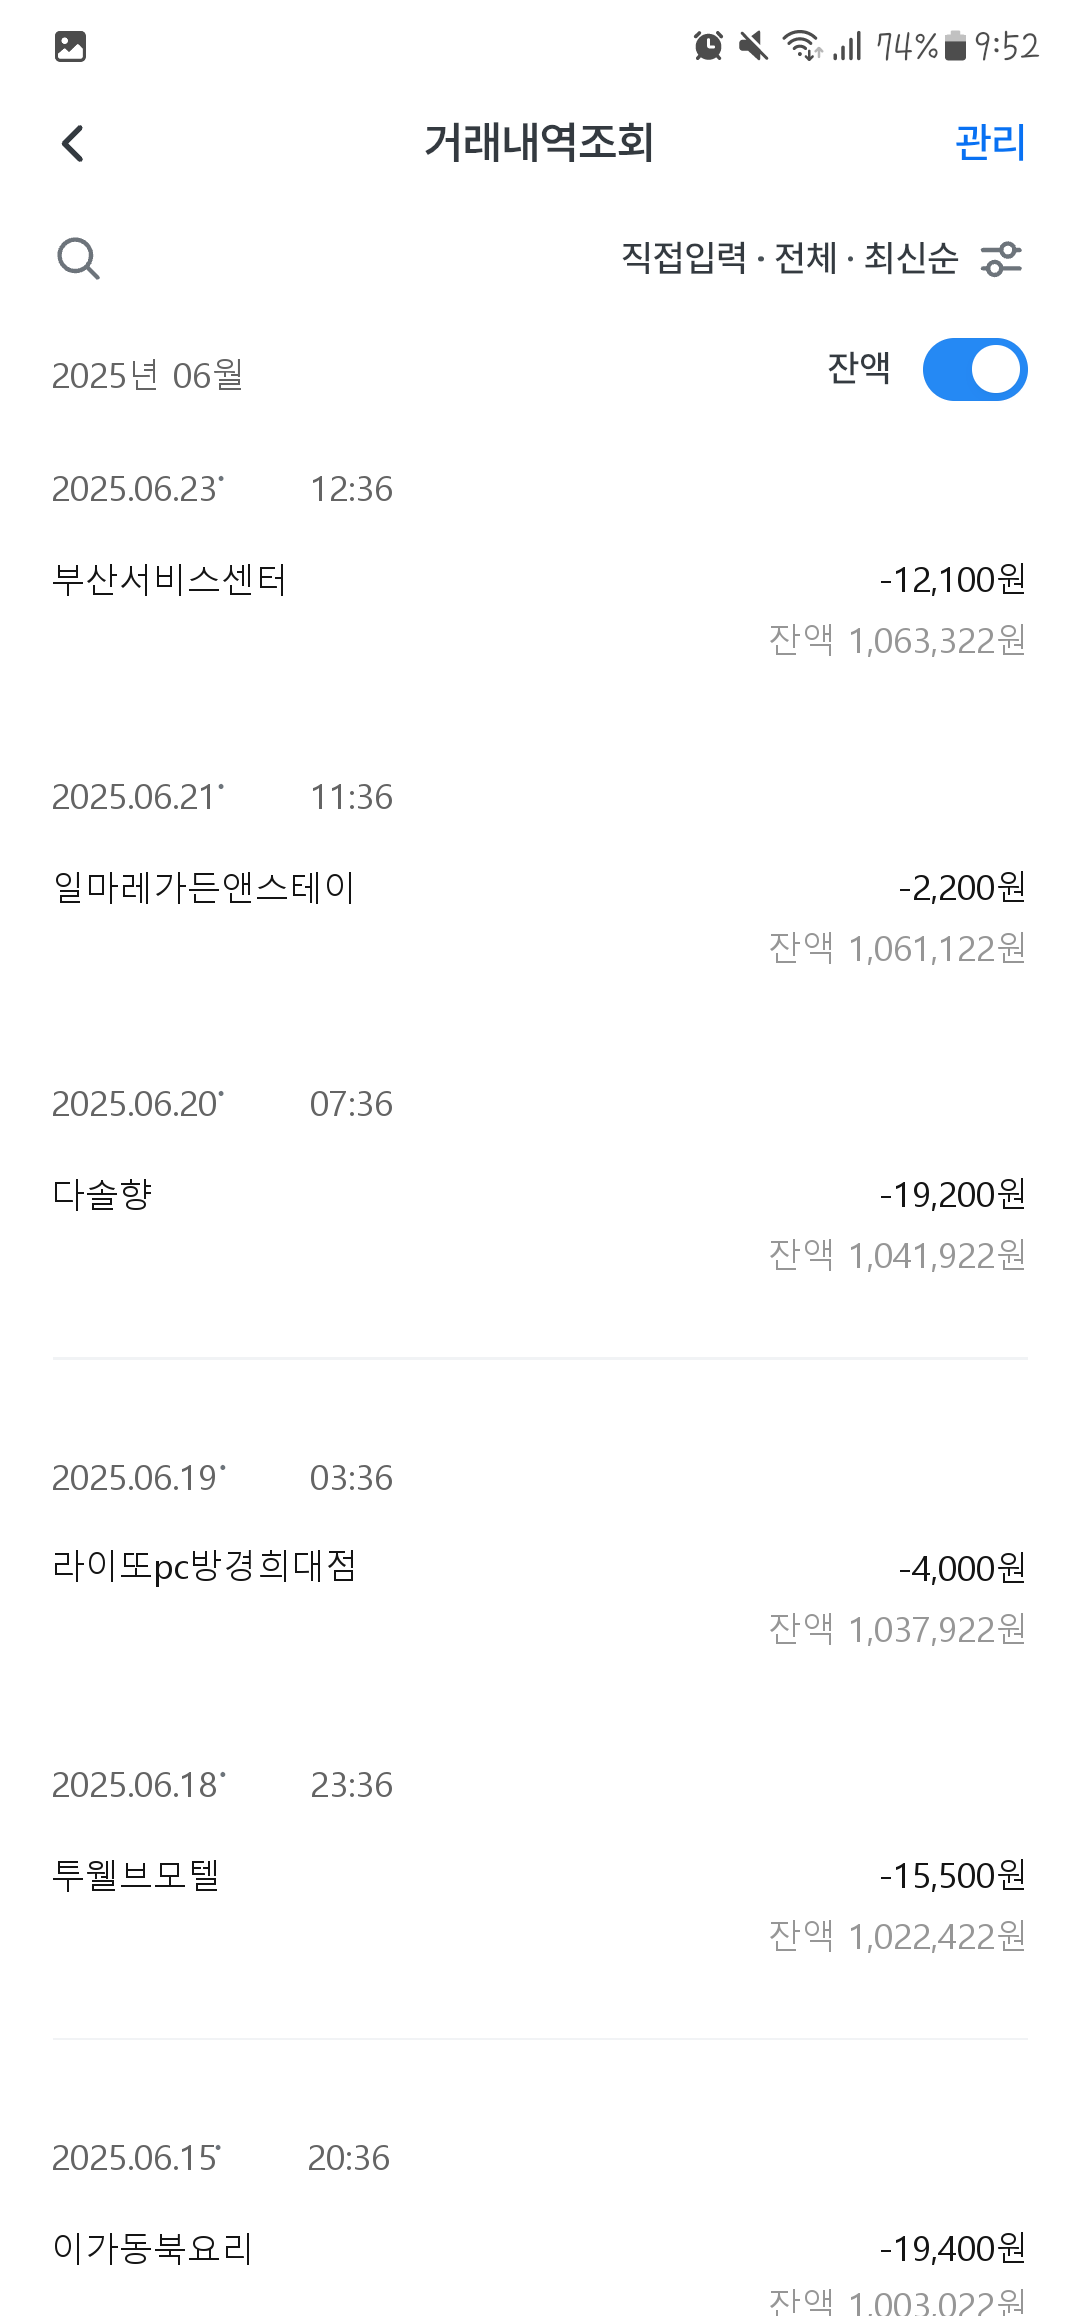 74% 9:52
거래내역조회 관리
직접입력 · 전체 · 최신순
2025년 06월 잔액
2025.06.23· 12:36
부산서비스센터 -12,100원
잔액 1,063,322원
2025.06.21· 11:36
일마레가든앤스테이 -2,200원
잔액 1,061,122원
2025.06.20· 07:36
다솔향 -19,200원
잔액 1,041,922원
2025.06.19· 03:36
라이또pc방경희대점 -4,000원
잔액 1,037,922원
2025.06.18· 23:36
투웰브모텔 -15,500원
잔액 1,022,422원
2025.06.15· 20:36
이가동북요리 -19,400원
잔액 1,003,022원